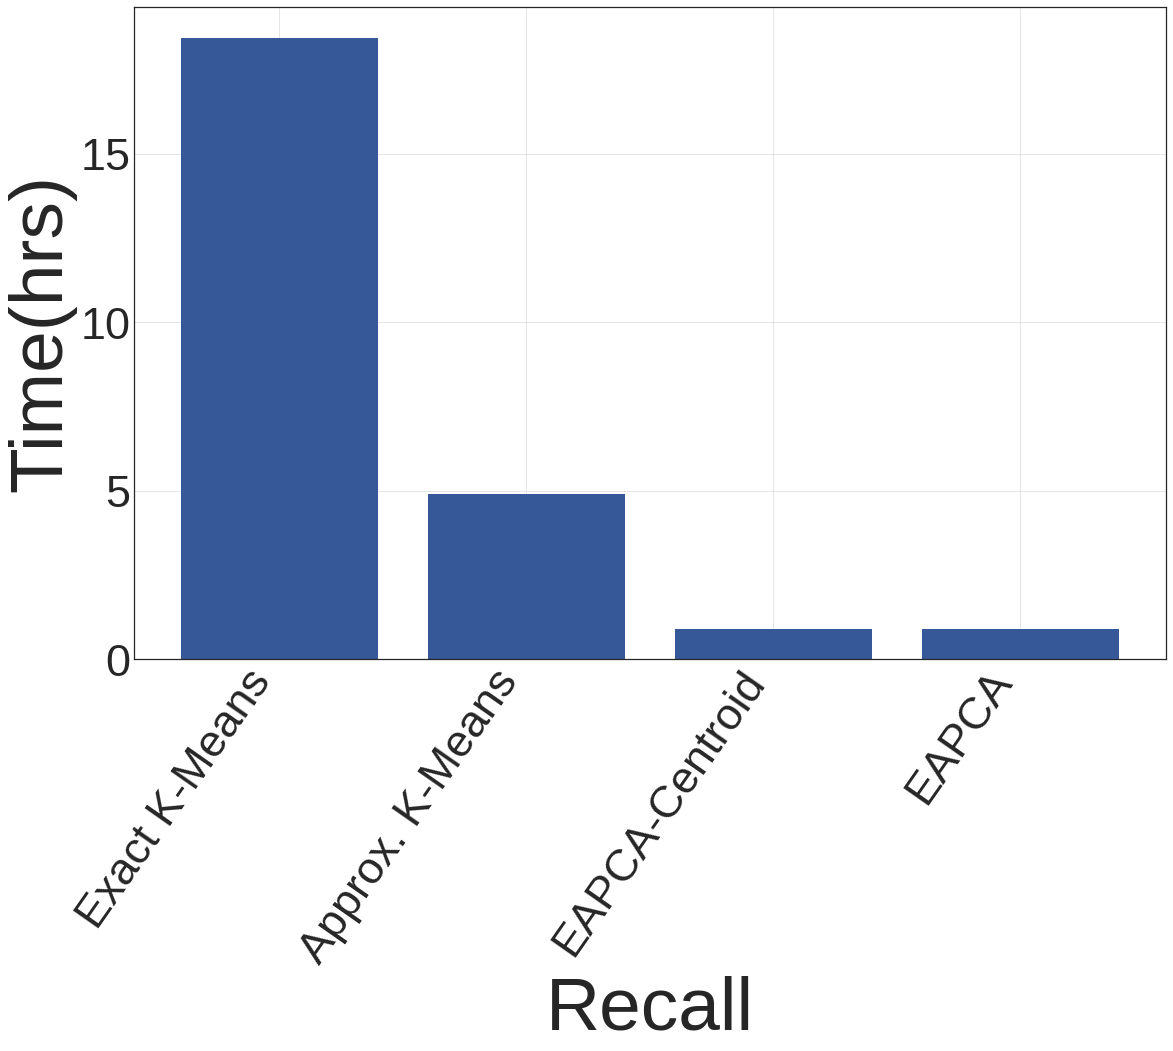 Time(hrs)
15
10
5
0
Exact K-Means
Approx. K-Means
EAPCA-Centroid
EAPCA
Recall